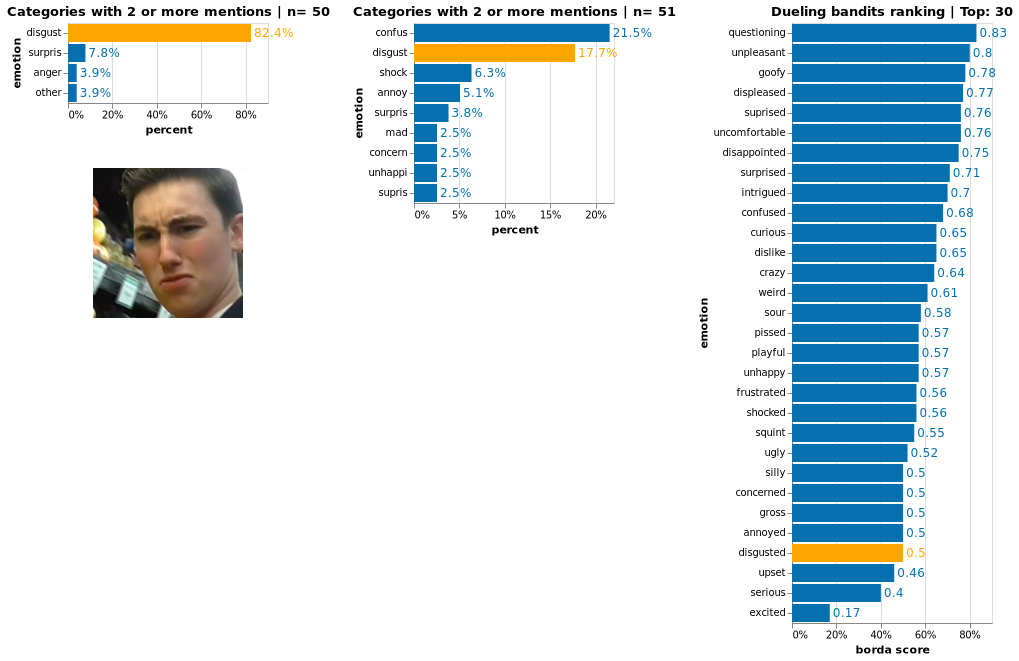 Categories with 2 or more mentions | n= 50
emotion
disgust 82.4%
surpris 7.8%
anger 3.9%
other 3.9%
0% 20% 40% 60% 80%
percent
Categories with 2 or more mentions | n= 51
emotion
confus 21.5%
disgust 17.7%
shock 6.3%
annoy 5.1%
surpris 3.8%
mad 2.5%
concern 2.5%
unhappi 2.5%
supris 2.5%
0% 5% 10% 15% 20%
percent
Dueling bandits ranking | Top: 30
emotion
questioning 0.83
unpleasant 0.8
goofy 0.78
displeased 0.77
suprised 0.76
uncomfortable 0.76
disappointed 0.75
surprised 0.71
intrigued 0.7
confused 0.68
curious 0.65
dislike 0.65
crazy 0.64
weird 0.61
sour 0.58
pissed 0.57
playful 0.57
unhappy 0.57
frustrated 0.56
shocked 0.56
squint 0.55
ugly 0.52
silly 0.5
concerned 0.5
gross 0.5
annoyed 0.5
disgusted 0.5
upset 0.46
serious 0.4
excited 0.17
0% 20% 40% 60% 80%
borda score